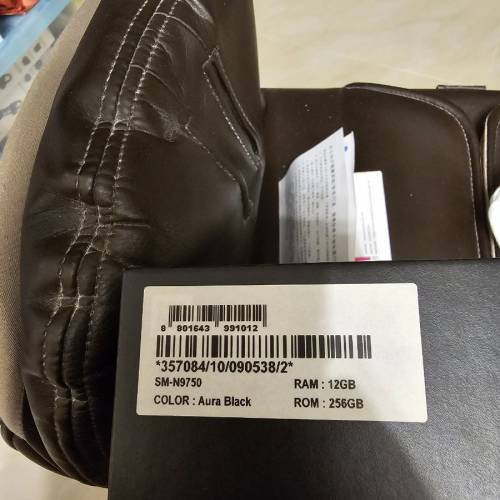 8 801643 991012
*357084/10/090538/2*
SM-N9750 RAM : 12GB
COLOR : Aura Black ROM : 256GB